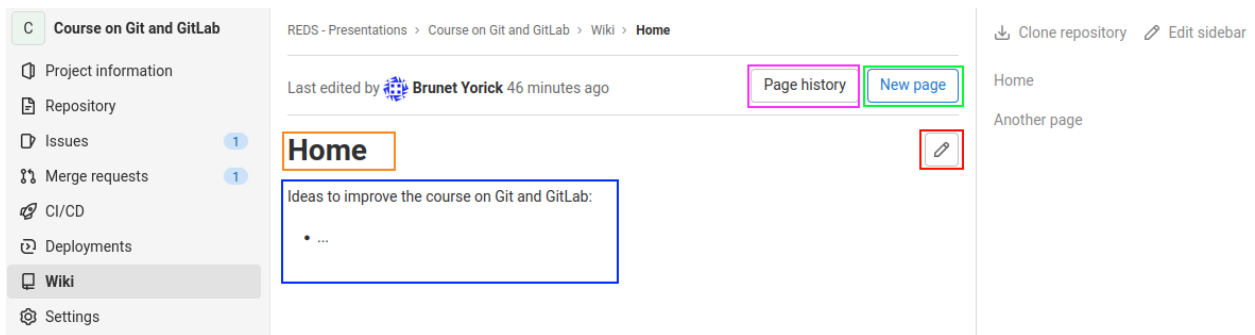 C Course on Git and GitLab
Project information
Repository
Issues 1
Merge requests 1
CI/CD
Deployments
Wiki
Settings
REDS - Presentations > Course on Git and GitLab > Wiki > Home
Last edited by Brunet Yorick 46 minutes ago
Page history
New page
Home
Ideas to improve the course on Git and GitLab:
• ...
Clone repository Edit sidebar
Home
Another page